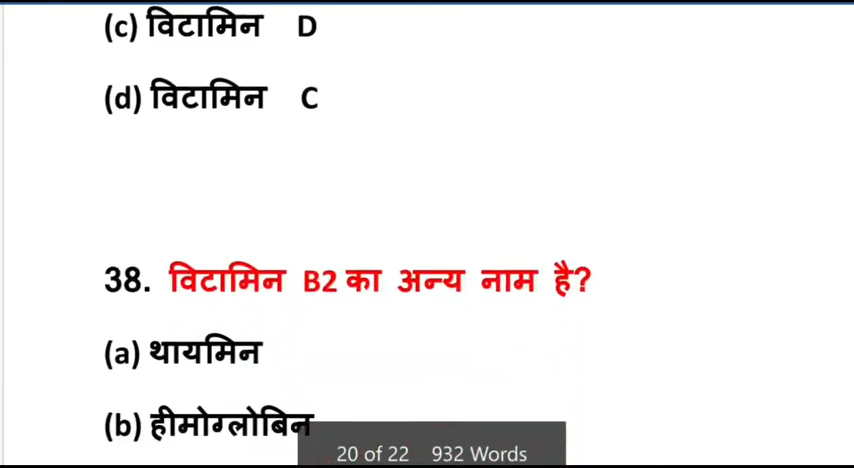 (c) विटामिन D
(d) विटामिन C
38. विटामिन B2 का अन्य नाम है?
(a) थायमिन
(b) हीमोग्लोबिन
20 of 22 932 Words